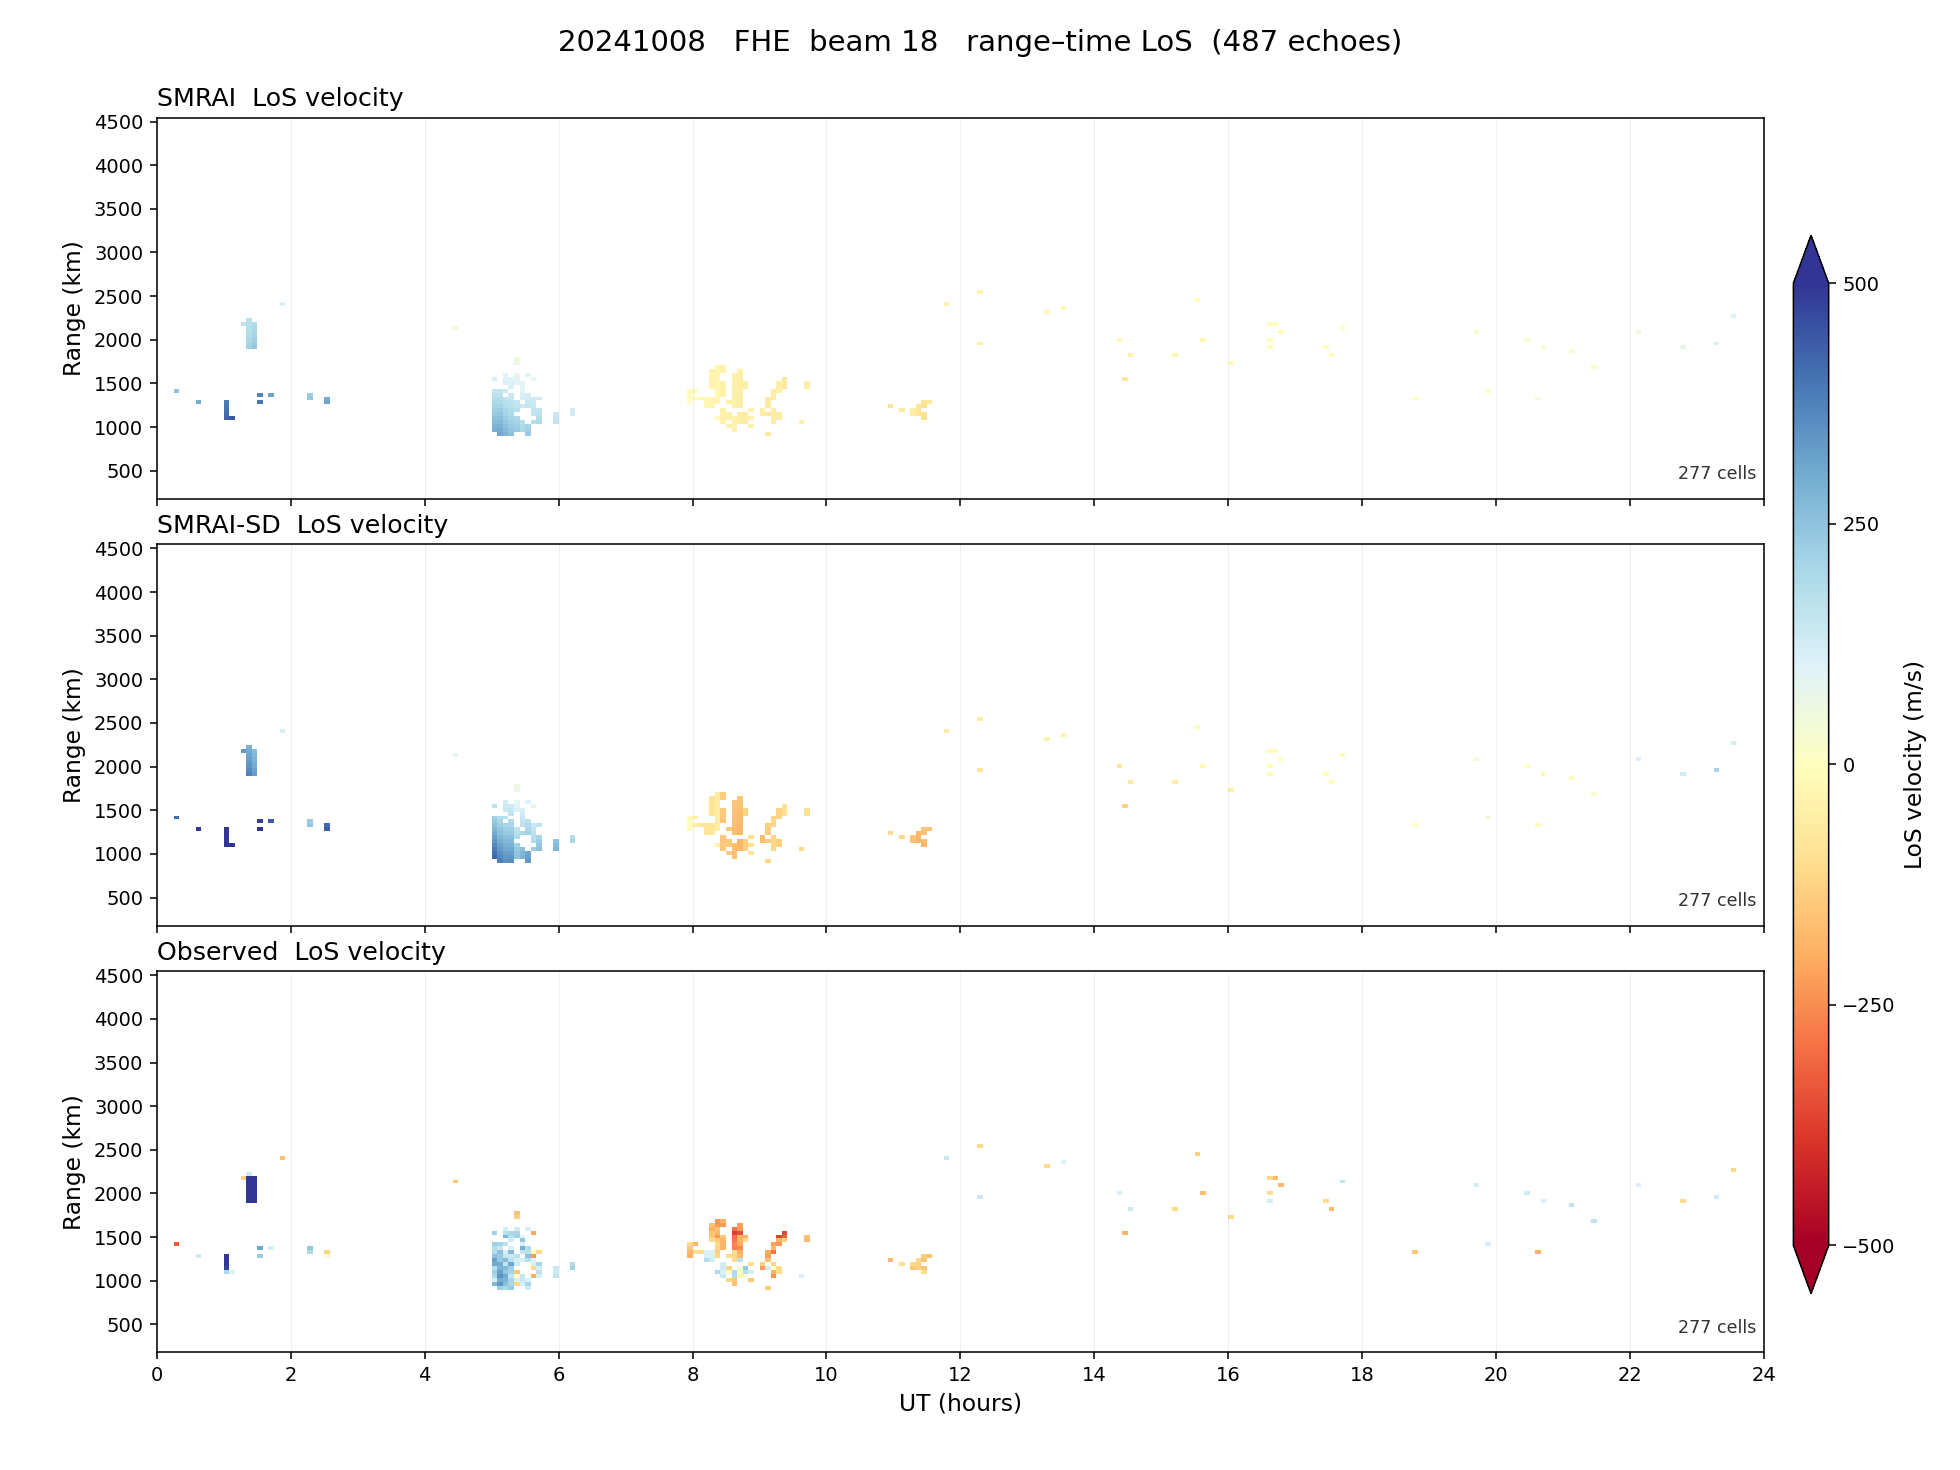 20241008   FHE  beam 18   range–time LoS  (487 echoes)
SMRAI  LoS velocity
4500
4000
3500
3000
2500
2000
1500
1000
500
Range (km)
277 cells
SMRAI-SD  LoS velocity
4500
4000
3500
3000
2500
2000
1500
1000
500
Range (km)
277 cells
Observed  LoS velocity
4500
4000
3500
3000
2500
2000
1500
1000
500
Range (km)
277 cells
0 2 4 6 8 10 12 14 16 18 20 22 24
UT (hours)
500
250
0
−250
−500
LoS velocity (m/s)